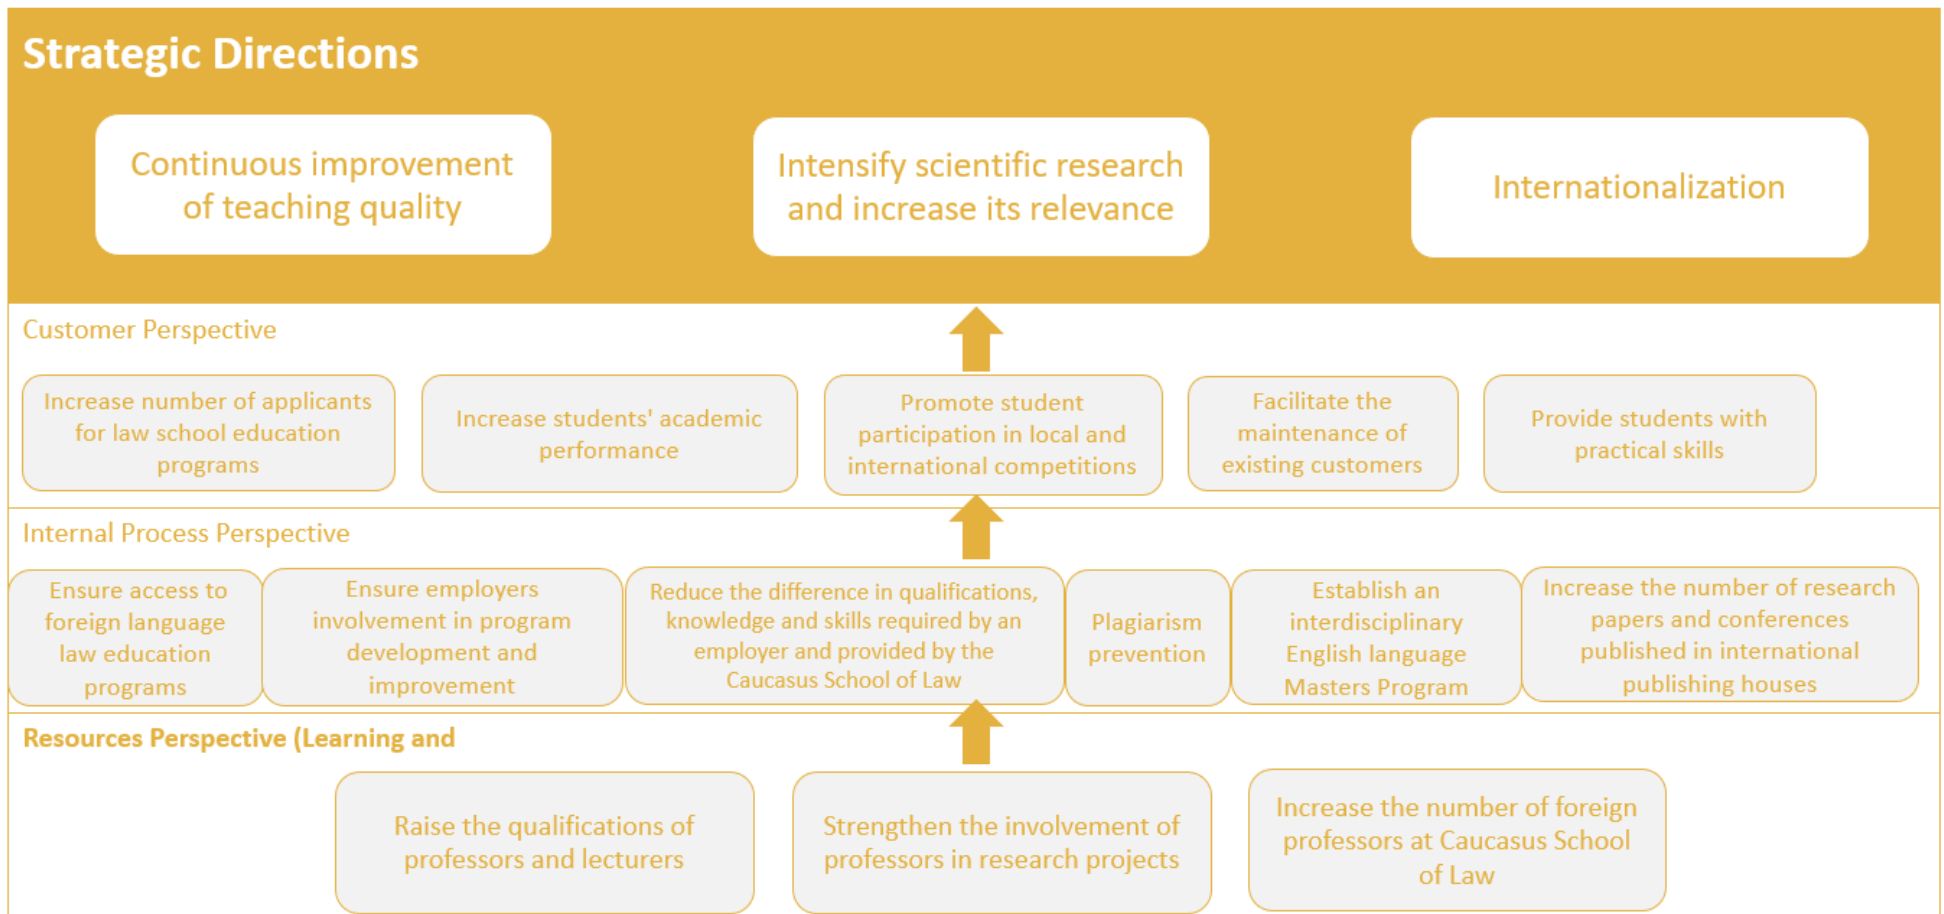 Strategic Directions
Continuous improvement
of teaching quality
Intensify scientific research
and increase its relevance
Internationalization
Customer Perspective
Increase number of applicants
for law school education
programs
Increase students' academic
performance
Promote student
participation in local and
international competitions
Facilitate the
maintenance of
existing customers
Provide students with
practical skills
Internal Process Perspective
Ensure access to
foreign language
law education
programs
Ensure employers
involvement in program
development and
improvement
Reduce the difference in qualifications,
knowledge and skills required by an
employer and provided by the
Caucasus School of Law
Plagiarism
prevention
Establish an
interdisciplinary
English language
Masters Program
Increase the number of research
papers and conferences
published in international
publishing houses
Resources Perspective (Learning and
Raise the qualifications of
professors and lecturers
Strengthen the involvement of
professors in research projects
Increase the number of foreign
professors at Caucasus School
of Law